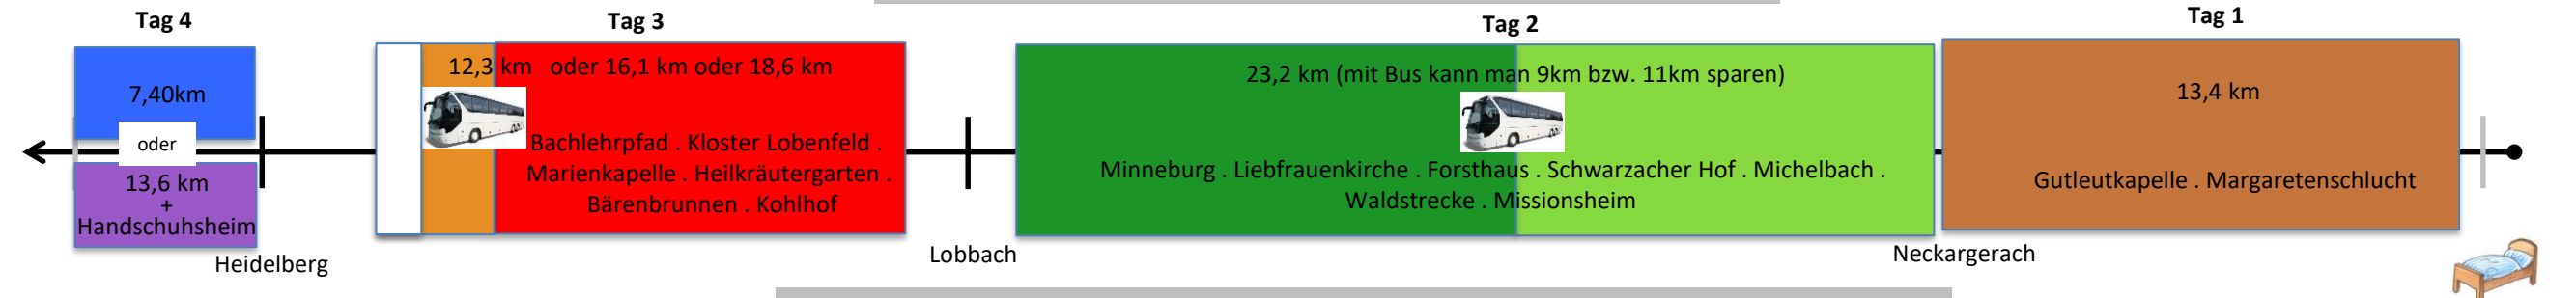 Tag 4
7,40km
oder
13,6 km
+
Handschuhsheim
Heidelberg
Tag 3
12,3 km oder 16,1 km oder 18,6 km
Bachlehrpfad . Kloster Lobenfeld .
Marienkapelle . Heilkräutergarten .
Bärenbrunnen . Kohlhof
Lobbach
Tag 2
23,2 km (mit Bus kann man 9km bzw. 11km sparen)
Minneburg . Liebfrauenkirche . Forsthaus . Schwarzacher Hof . Michelbach .
Waldstrecke . Missionsheim
Neckargerach
Tag 1
13,4 km
Gutleutkapelle . Margaretenschlucht